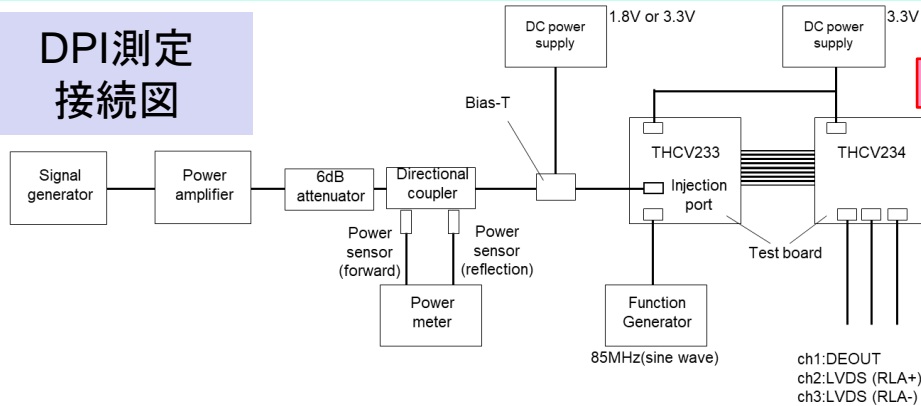 DPI測定
接続図
DC power
supply
1.8V or 3.3V
DC power
supply
3.3V
Bias-T
Signal
generator
Power
amplifier
6dB
attenuator
Directional
coupler
THCV233
Injection
port
THCV234
Power
sensor
(forward)
Power
sensor
(reflection)
Test board
Power
meter
Function
Generator
85MHz(sine wave)
ch1:DEOUT
ch2:LVDS (RLA+)
ch3:LVDS (RLA-)